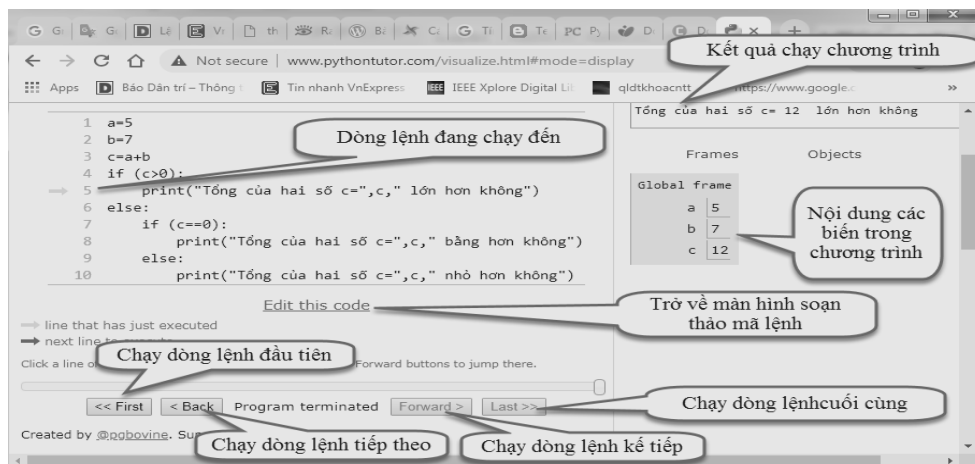 Kết quả chạy chương trình
Not secure | www.pythontutor.com/visualize.html#mode=display
Apps Báo Dân trí – Thông Tin nhanh VnExpress IEEE Xplore Digital Lib qldtkhoacntt https://www.google.c »
Tổng của hai số c= 12 lớn hơn không
Dòng lệnh đang chạy đến
1 a=5
2 b=7
3 c=a+b
4 if (c>0):
5 print("Tổng của hai số c=",c," lớn hơn không")
6 else:
7 if (c==0):
8 print("Tổng của hai số c=",c," bằng hơn không")
9 else:
10 print("Tổng của hai số c=",c," nhỏ hơn không")
Frames Objects
Global frame
a 5
b 7
c 12
Nội dung các
biến trong
chương trình
Edit this code
Trở về màn hình soạn
thảo mã lệnh
line that has just executed
next line to
Chạy dòng lệnh đầu tiên
Click a line of Forward buttons to jump there.
<< First < Back Program terminated Forward > Last >>
Chạy dòng lệnhcuối cùng
Created by @pgbovine.
Chạy dòng lệnh tiếp theo
Chạy dòng lệnh kế tiếp